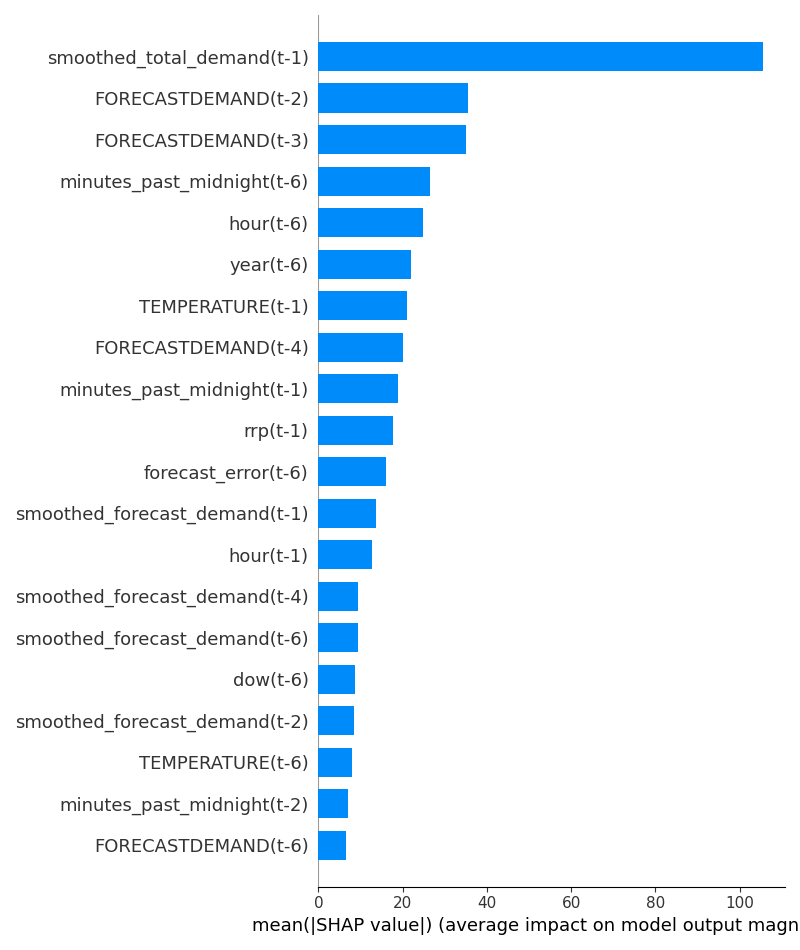 smoothed_total_demand(t-1)
FORECASTDEMAND(t-2)
FORECASTDEMAND(t-3)
minutes_past_midnight(t-6)
hour(t-6)
year(t-6)
TEMPERATURE(t-1)
FORECASTDEMAND(t-4)
minutes_past_midnight(t-1)
rrp(t-1)
forecast_error(t-6)
smoothed_forecast_demand(t-1)
hour(t-1)
smoothed_forecast_demand(t-4)
smoothed_forecast_demand(t-6)
dow(t-6)
smoothed_forecast_demand(t-2)
TEMPERATURE(t-6)
minutes_past_midnight(t-2)
FORECASTDEMAND(t-6)
0 20 40 60 80 100
mean(|SHAP value|) (average impact on model output magn